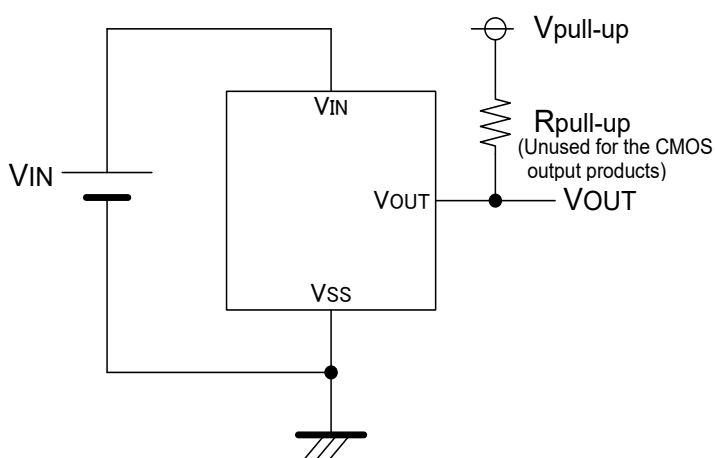 Vpull-up
VIN
Rpull-up
(Unused for the CMOS
output products)
VIN
VOUT
VOUT
VSS